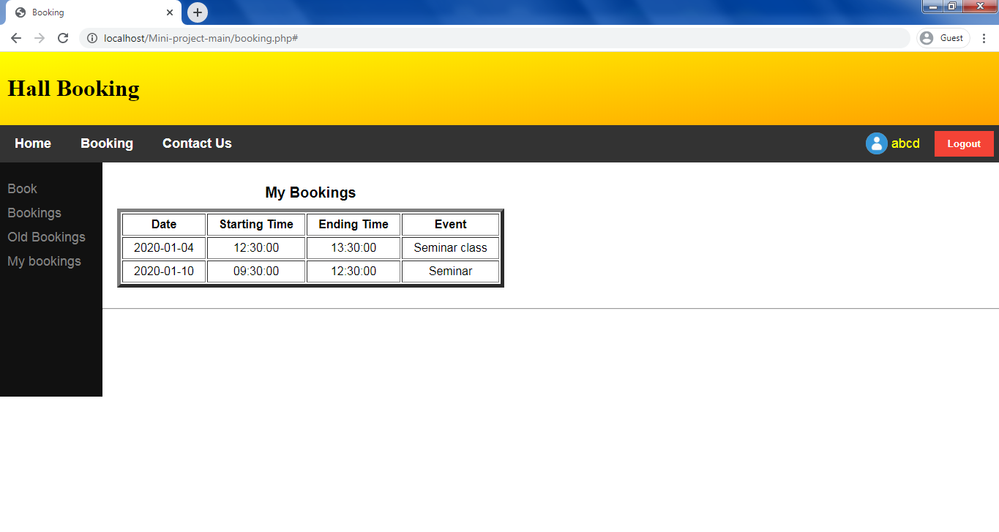 Booking
localhost/Mini-project-main/booking.php#
Guest
Hall Booking
Home Booking Contact Us abcd Logout
Book
Bookings
Old Bookings
My bookings
My Bookings
Date Starting Time Ending Time Event
2020-01-04 12:30:00 13:30:00 Seminar class
2020-01-10 09:30:00 12:30:00 Seminar